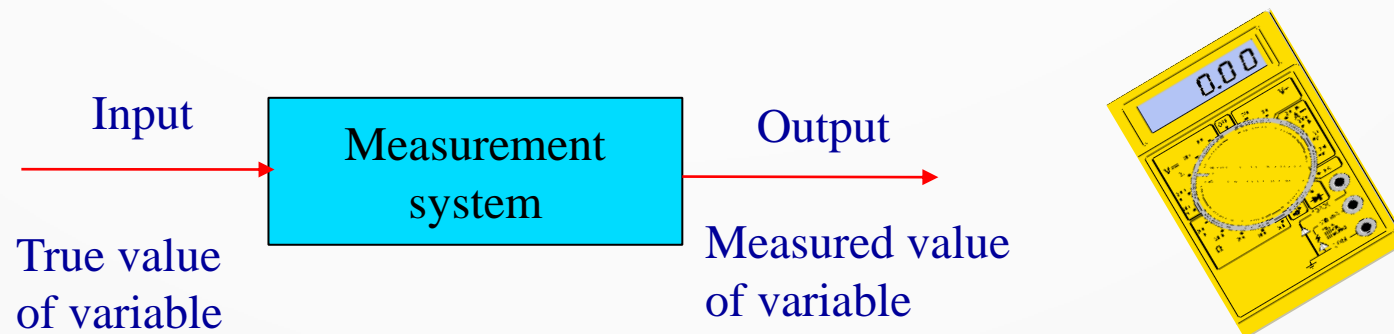 Input
Measurement
system
Output
True value
of variable
Measured value
of variable
0.00